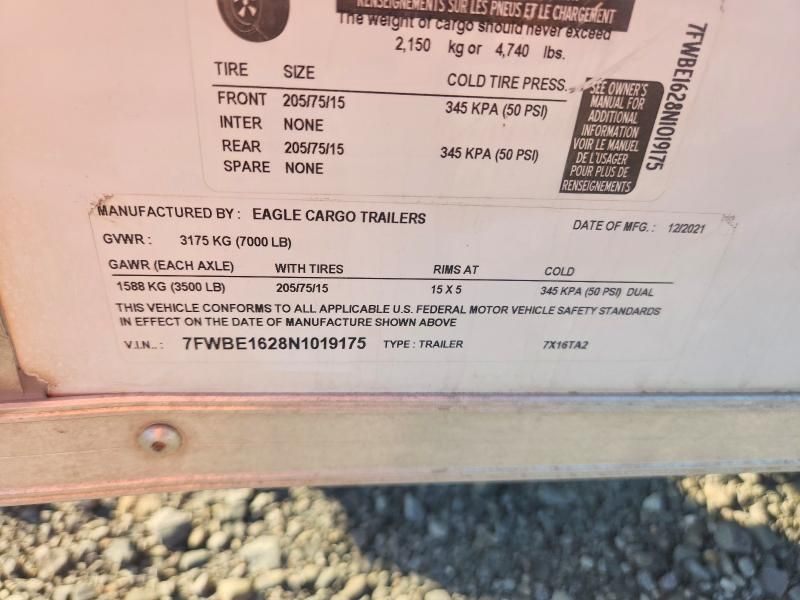 RENSEIGNEMENTS SUR LES PNEUS ET LE CHARGEMENT
The weight of cargo should never exceed
2,150 kg or 4,740 lbs.
TIRE SIZE COLD TIRE PRESS.
FRONT 205/75/15 345 KPA (50 PSI)
INTER NONE
REAR 205/75/15 345 KPA (50 PSI)
SPARE NONE
SEE OWNER'S
MANUAL FOR
ADDITIONAL
INFORMATION
VOIR LE MANUEL
DE L'USAGER
POUR PLUS DE
RENSEIGNEMENTS
7FWBE1628N1019175
MANUFACTURED BY : EAGLE CARGO TRAILERS DATE OF MFG. : 12/2021
GVWR : 3175 KG (7000 LB)
GAWR (EACH AXLE) WITH TIRES RIMS AT COLD
1588 KG (3500 LB) 205/75/15 15 X 5 345 KPA (50 PSI) DUAL
THIS VEHICLE CONFORMS TO ALL APPLICABLE U.S. FEDERAL MOTOR VEHICLE SAFETY STANDARDS
IN EFFECT ON THE DATE OF MANUFACTURE SHOWN ABOVE
V.I.N.. : 7FWBE1628N1019175 TYPE : TRAILER 7X16TA2